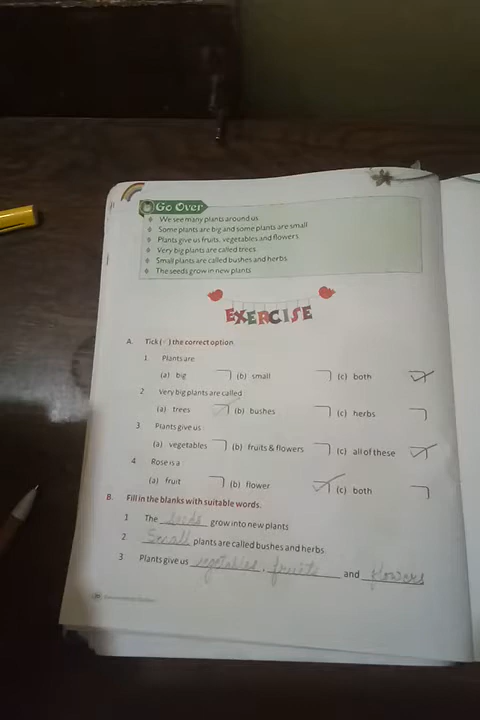 Go Over
We see many plants around us
Some plants are big and some plants are small
Plants give us fruits, vegetables and flowers
Very big plants are called trees
Small plants are called bushes and herbs
The seeds grow in new plants
EXERCISE
A. Tick (✓) the correct option
1. Plants are
(a) big (b) small (c) both ✓
2 Very big plants are called
(a) trees ✓ (b) bushes (c) herbs
3. Plants give us
(a) vegetables (b) fruits & flowers (c) all of these ✓
4 Rose is a
(a) fruit (b) flower ✓ (c) both
B. Fill in the blanks with suitable words.
1 The seeds grow into new plants
2 Small plants are called bushes and herbs
3 Plants give us vegetables, fruits and flowers